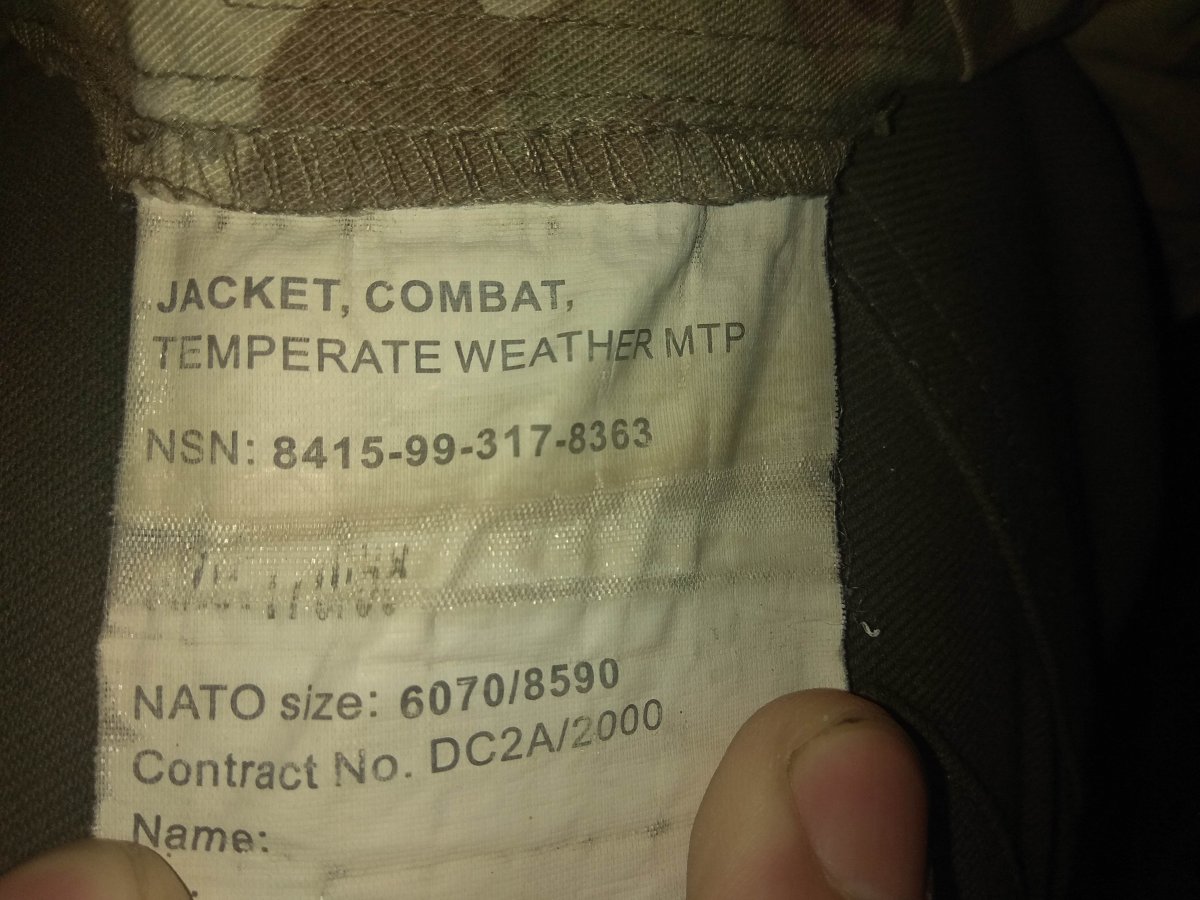 JACKET, COMBAT,
TEMPERATE WEATHER MTP
NSN: 8415-99-317-8363
NATO size: 6070/8590
Contract No. DC2A/2000
Name: